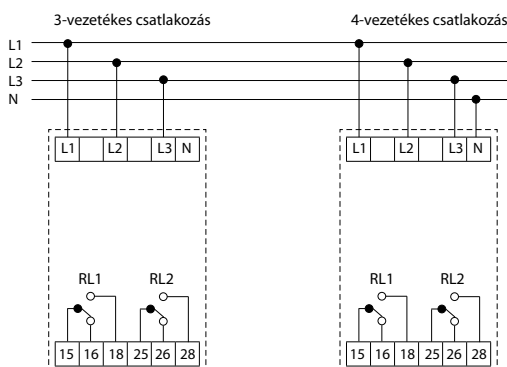 3-vezetékes csatlakozás 4-vezetékes csatlakozás
L1
L2
L3
N
L1 L2 L3 N L1 L2 L3 N
RL1 RL2 RL1 RL2
15 16 18 25 26 28 15 16 18 25 26 28